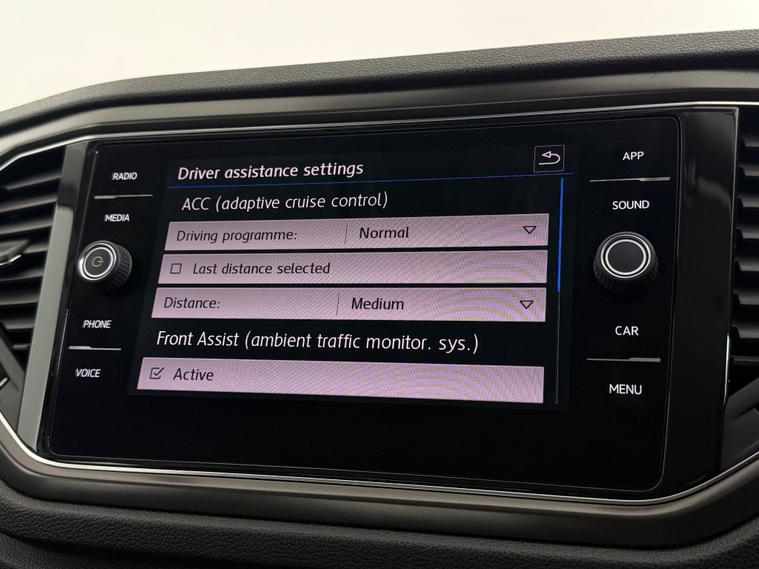 RADIO
MEDIA
PHONE
VOICE
Driver assistance settings
ACC (adaptive cruise control)
Driving programme: Normal
Last distance selected
Distance: Medium
Front Assist (ambient traffic monitor. sys.)
Active
APP
SOUND
CAR
MENU